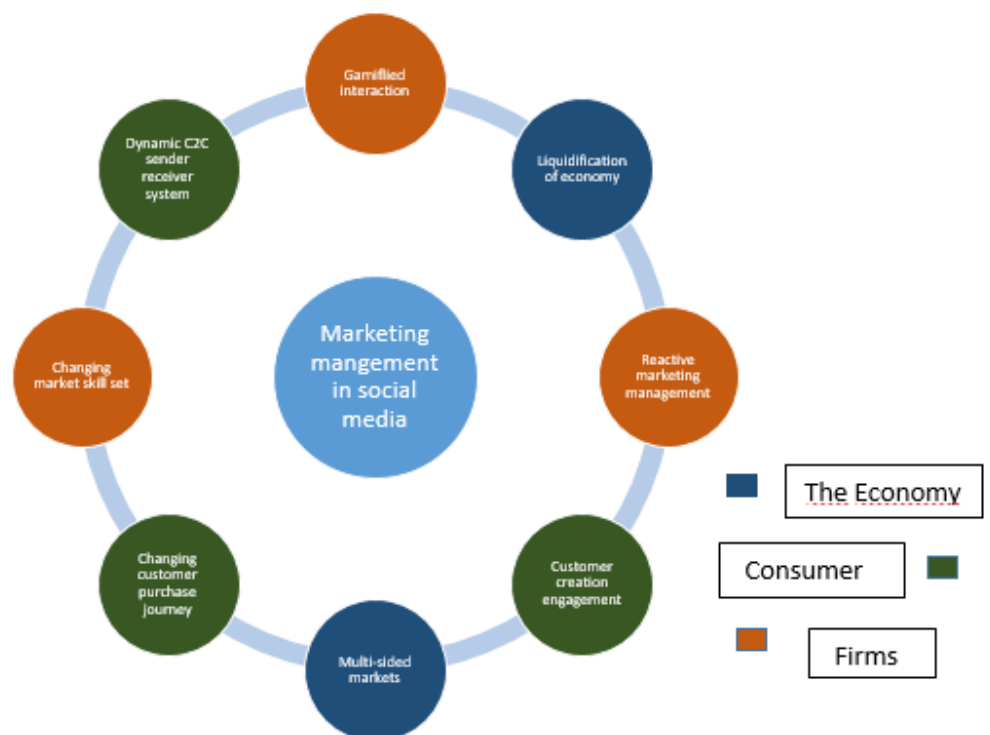 Gamiflied
interaction
Dynamic C2C
sender
receiver
system
Liquidification
of economy
Changing
market skill set
Marketing
mangement
in social
media
Reactive
marketing
management
The Economy
Consumer
Changing
customer
purchase
journey
Customer
creation
engagement
Firms
Multi-sided
markets